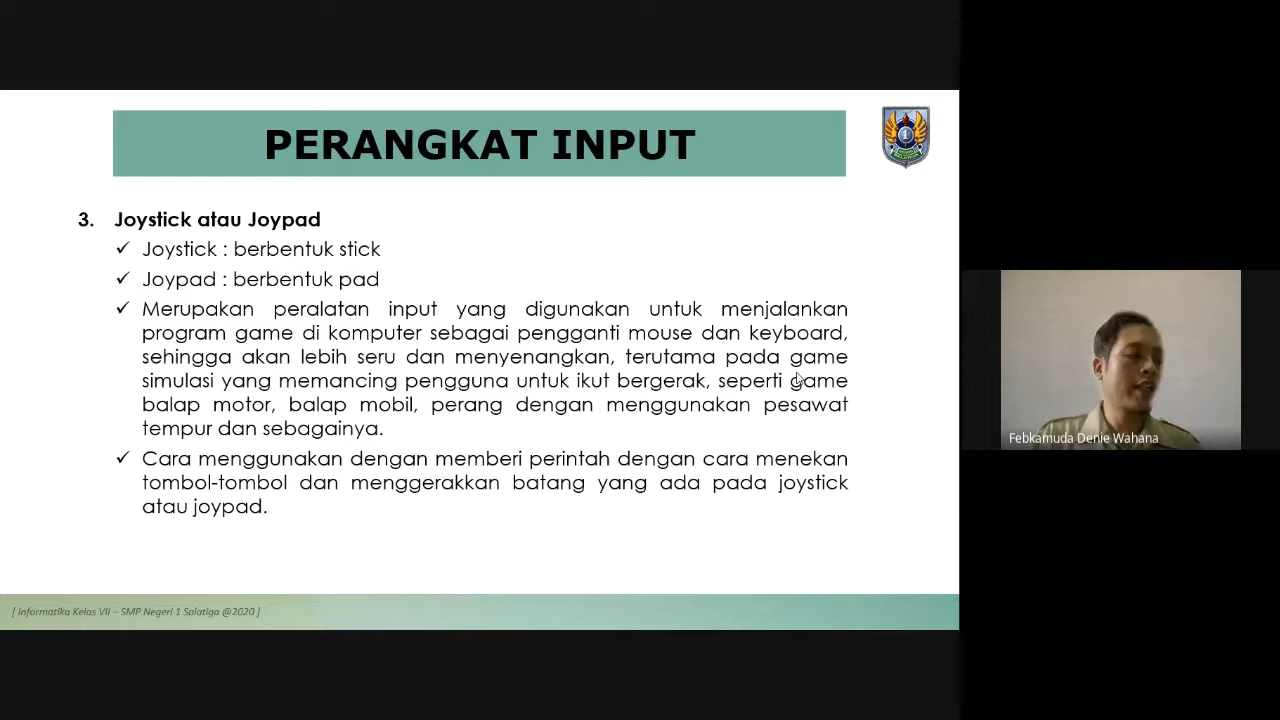 PERANGKAT INPUT
1
3. Joystick atau Joypad
✓ Joystick : berbentuk stick
✓ Joypad : berbentuk pad
✓ Merupakan peralatan input yang digunakan untuk menjalankan
program game di komputer sebagai pengganti mouse dan keyboard,
sehingga akan lebih seru dan menyenangkan, terutama pada game
simulasi yang memancing pengguna untuk ikut bergerak, seperti game
balap motor, balap mobil, perang dengan menggunakan pesawat
tempur dan sebagainya.
✓ Cara menggunakan dengan memberi perintah dengan cara menekan
tombol-tombol dan menggerakkan batang yang ada pada joystick
atau joypad.
Febkamuda Denie Wahana
[ Informatika Kelas VII – SMP Negeri 1 Salatiga @2020 ]